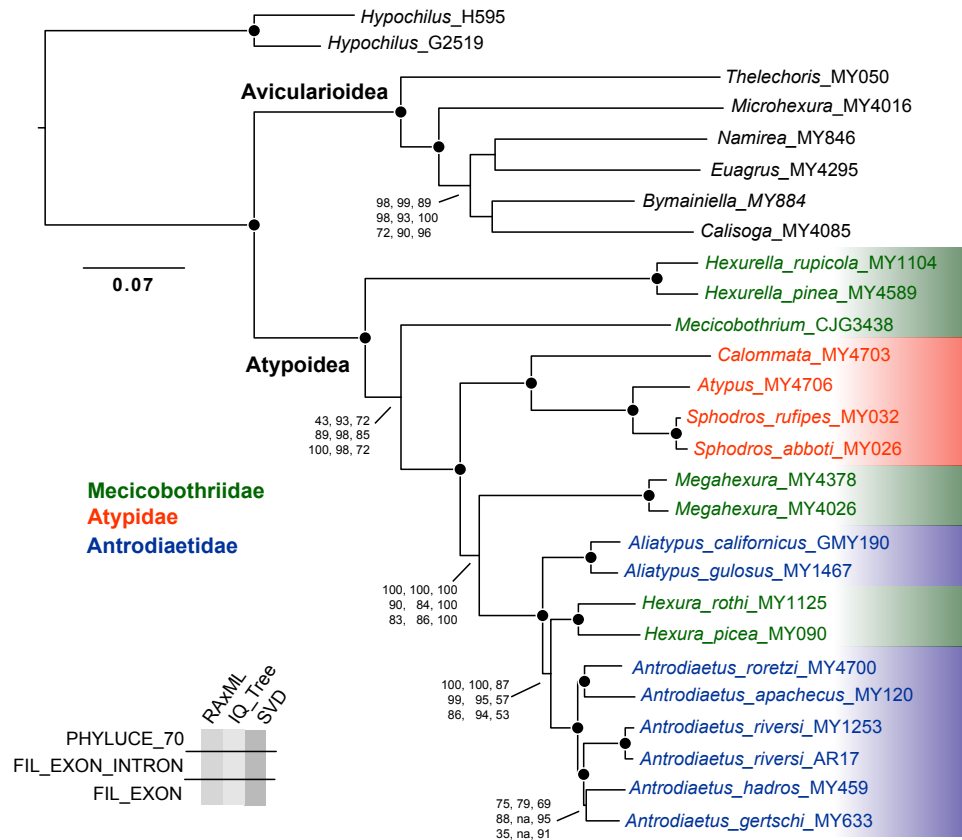 Hypochilus_H595
Hypochilus_G2519
Thelechoris_MY050
Avicularioidea
Microhexura_MY4016
Namirea_MY846
Euagrus_MY4295
98, 99, 89
98, 93, 100
72, 90, 96
Bymainiella_MY884
Calisoga_MY4085
0.07
Hexurella_rupicola_MY1104
Hexurella_pinea_MY4589
Mecicobothrium_CJG3438
Atypoidea
Calommata_MY4703
Atypus_MY4706
43, 93, 72
89, 98, 85
100, 98, 72
Sphodros_rufipes_MY032
Sphodros_abboti_MY026
Mecicobothriidae
Atypidae
Antrodiaetidae
Megahexura_MY4378
Megahexura_MY4026
Aliatypus_californicus_GMY190
Aliatypus_gulosus_MY1467
100, 100, 100
90, 84, 100
83, 86, 100
Hexura_rothi_MY1125
Hexura_picea_MY090
100, 100, 87
99, 95, 57
86, 94, 53
Antrodiaetus_roretzi_MY4700
Antrodiaetus_apachecus_MY120
Antrodiaetus_riversi_MY1253
Antrodiaetus_riversi_AR17
Antrodiaetus_hadros_MY459
Antrodiaetus_gertschi_MY633
75, 79, 69
88, na, 95
35, na, 91
RAxML
IQ_Tree
SVD
PHYLUCE_70
FIL_EXON_INTRON
FIL_EXON